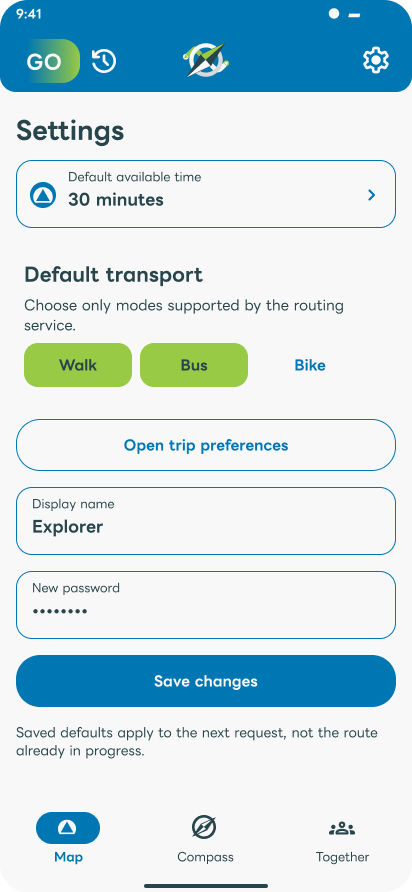 9:41
GO
Settings
Default available time
30 minutes
Default transport
Choose only modes supported by the routing
service.
Walk Bus Bike
Open trip preferences
Display name
Explorer
New password
••••••••
Save changes
Saved defaults apply to the next request, not the route
already in progress.
Map Compass Together